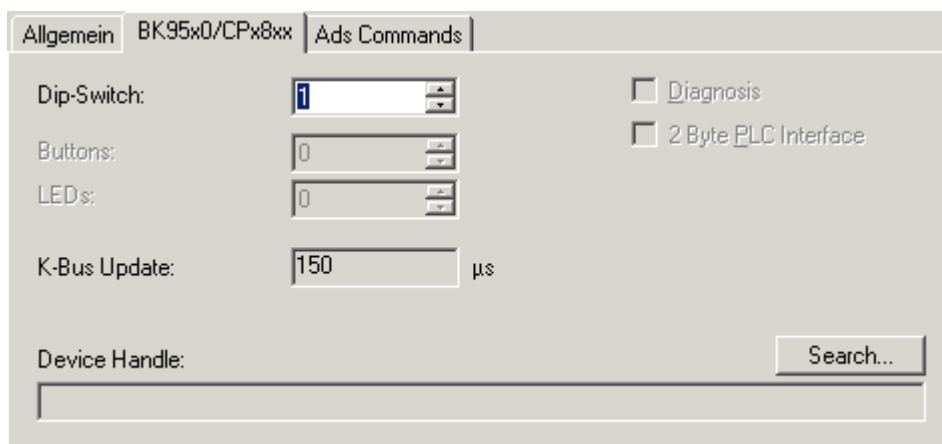 Allgemein BK95x0/CPx8xx Ads Commands
Dip-Switch: 1 Diagnosis
2 Byte PLC Interface
Buttons: 0
LEDs: 0
K-Bus Update: 150 µs
Device Handle: Search...